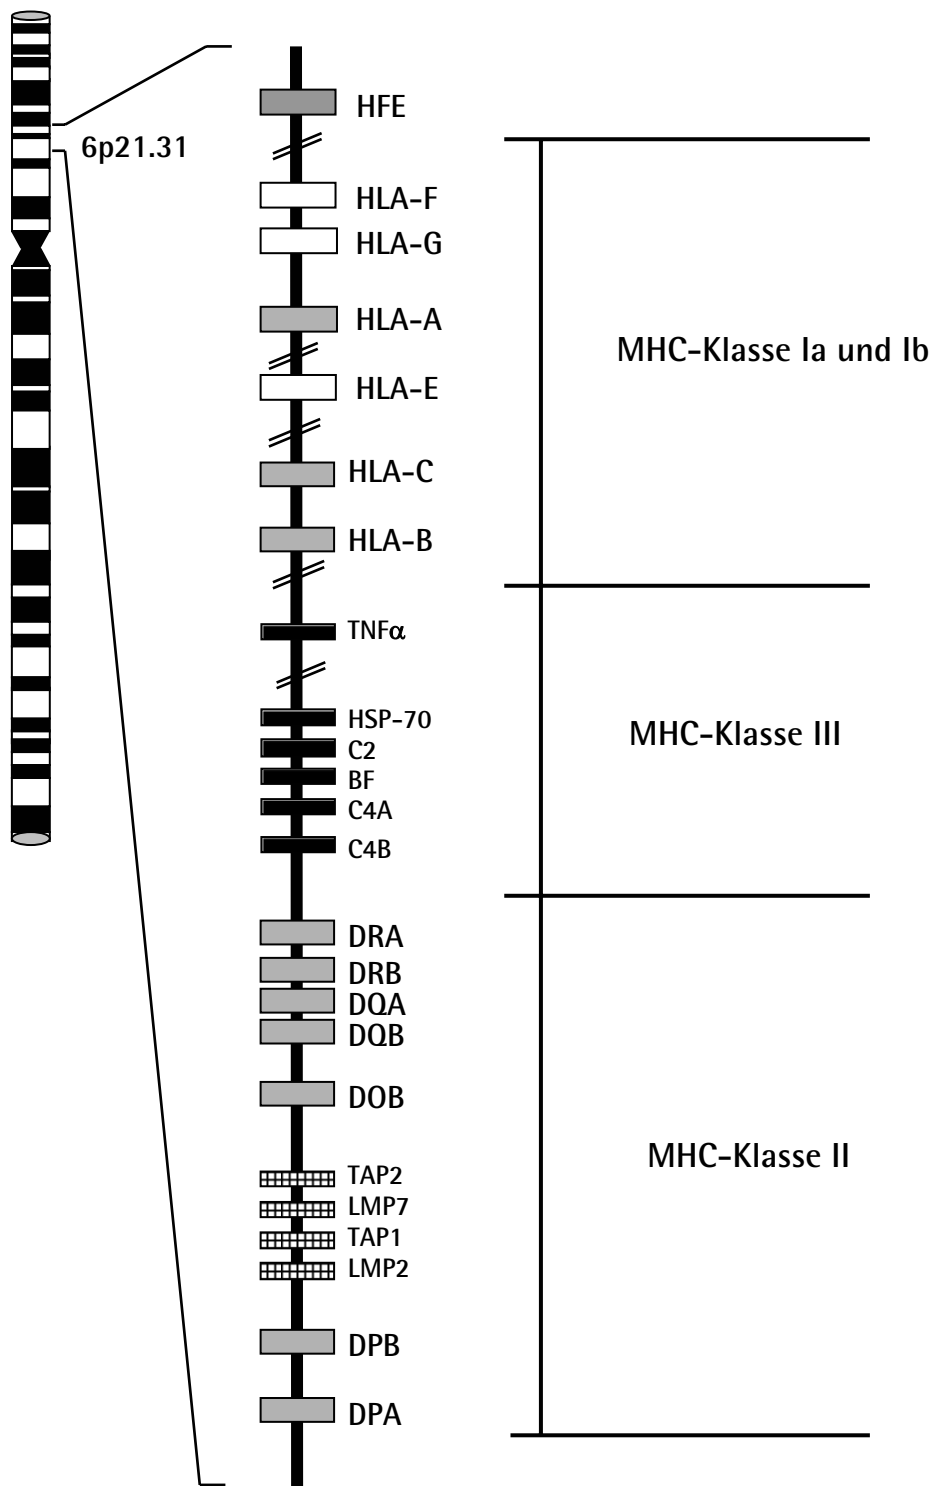 HFE
6p21.31
HLA-F
HLA-G
HLA-A
MHC-Klasse Ia und Ib
HLA-E
HLA-C
HLA-B
TNFα
HSP-70
MHC-Klasse III
C2
BF
C4A
C4B
DRA
DRB
DQA
DQB
DOB
MHC-Klasse II
TAP2
LMP7
TAP1
LMP2
DPB
DPA